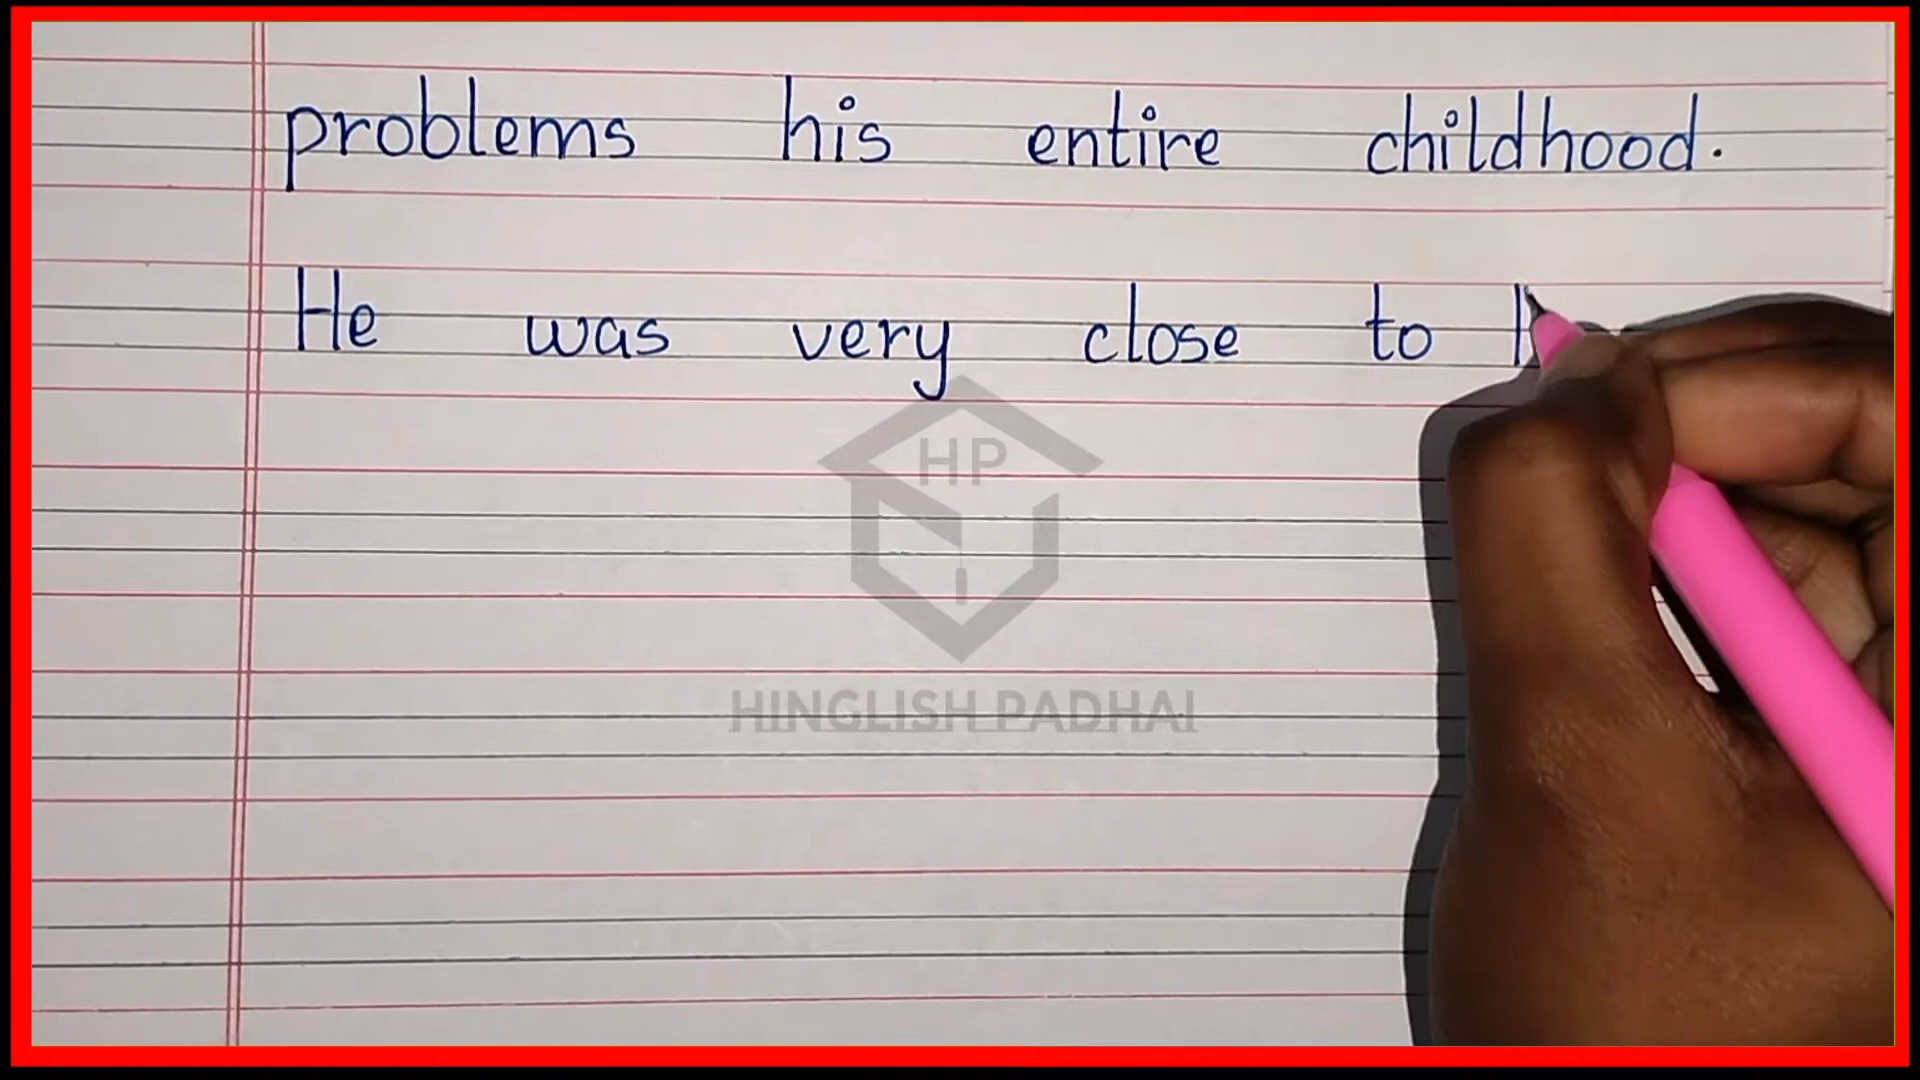 problems his entire childhood.
He was very close to
HP
HINGLISH PADHAI